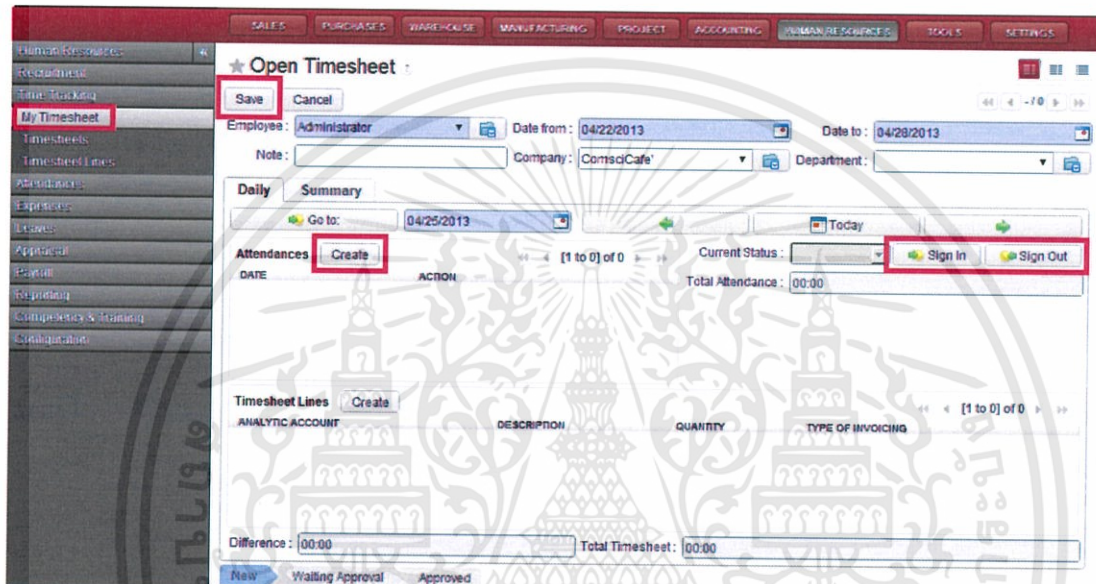 SALES PURCHASES WAREHOUSE MANUFACTURING PROJECT ACCOUNTING HUMAN RESOURCES TOOLS SETTINGS
Human Resources «
Recruitment
Time Tracking
My Timesheet
Timesheets
Timesheet Lines
Attendances
Expenses
Leaves
Appraisal
Payroll
Reporting
Competency & Training
Configuration
Open Timesheet
Save Cancel - / 0
Employee : Administrator Date from : 04/22/2013 Date to : 04/28/2013
Note : Company : ComsciCafe' Department :
Daily Summary
Go to: 04/25/2013 Today
Attendances Create [1 to 0] of 0 Current Status : Sign In Sign Out
DATE ACTION Total Attendance : 00:00
Timesheet Lines Create [1 to 0] of 0
ANALYTIC ACCOUNT DESCRIPTION QUANTITY TYPE OF INVOICING
Difference : 00:00 Total Timesheet : 00:00
New Waiting Approval Approved